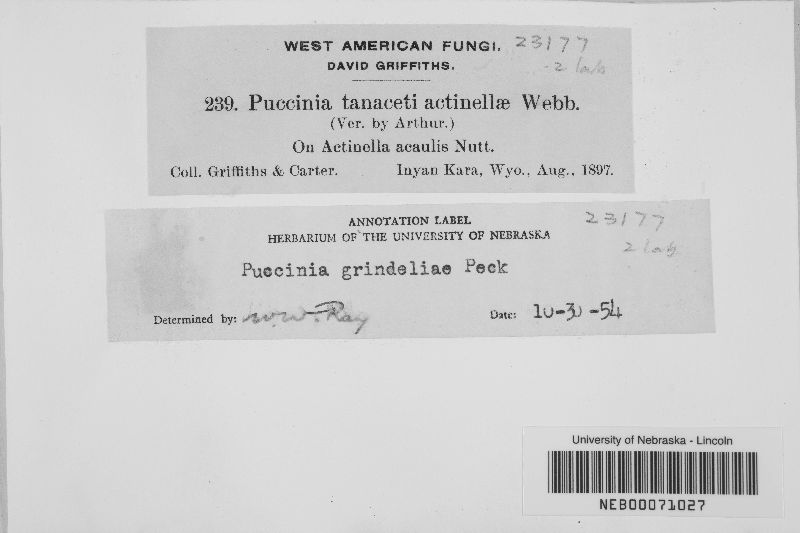 WEST AMERICAN FUNGI. 23177
DAVID GRIFFITHS. 2 lab
239. Puccinia tanaceti actinellæ Webb.
(Ver. by Arthur.)
On Actinella acaulis Nutt.
Coll. Griffiths & Carter. Inyan Kara, Wyo., Aug., 1897.
ANNOTATION LABEL 23177
HERBARIUM OF THE UNIVERSITY OF NEBRASKA
2 lab
Puccinia grindeliae Peck
Determined by: W.W. Ray Date: 10-30-54
University of Nebraska - Lincoln
NEB00071027